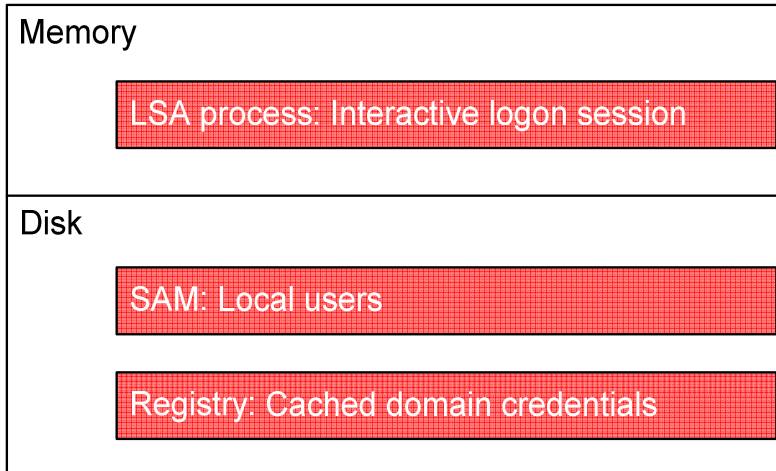 Memory
LSA process: Interactive logon session
Disk
SAM: Local users
Registry: Cached domain credentials